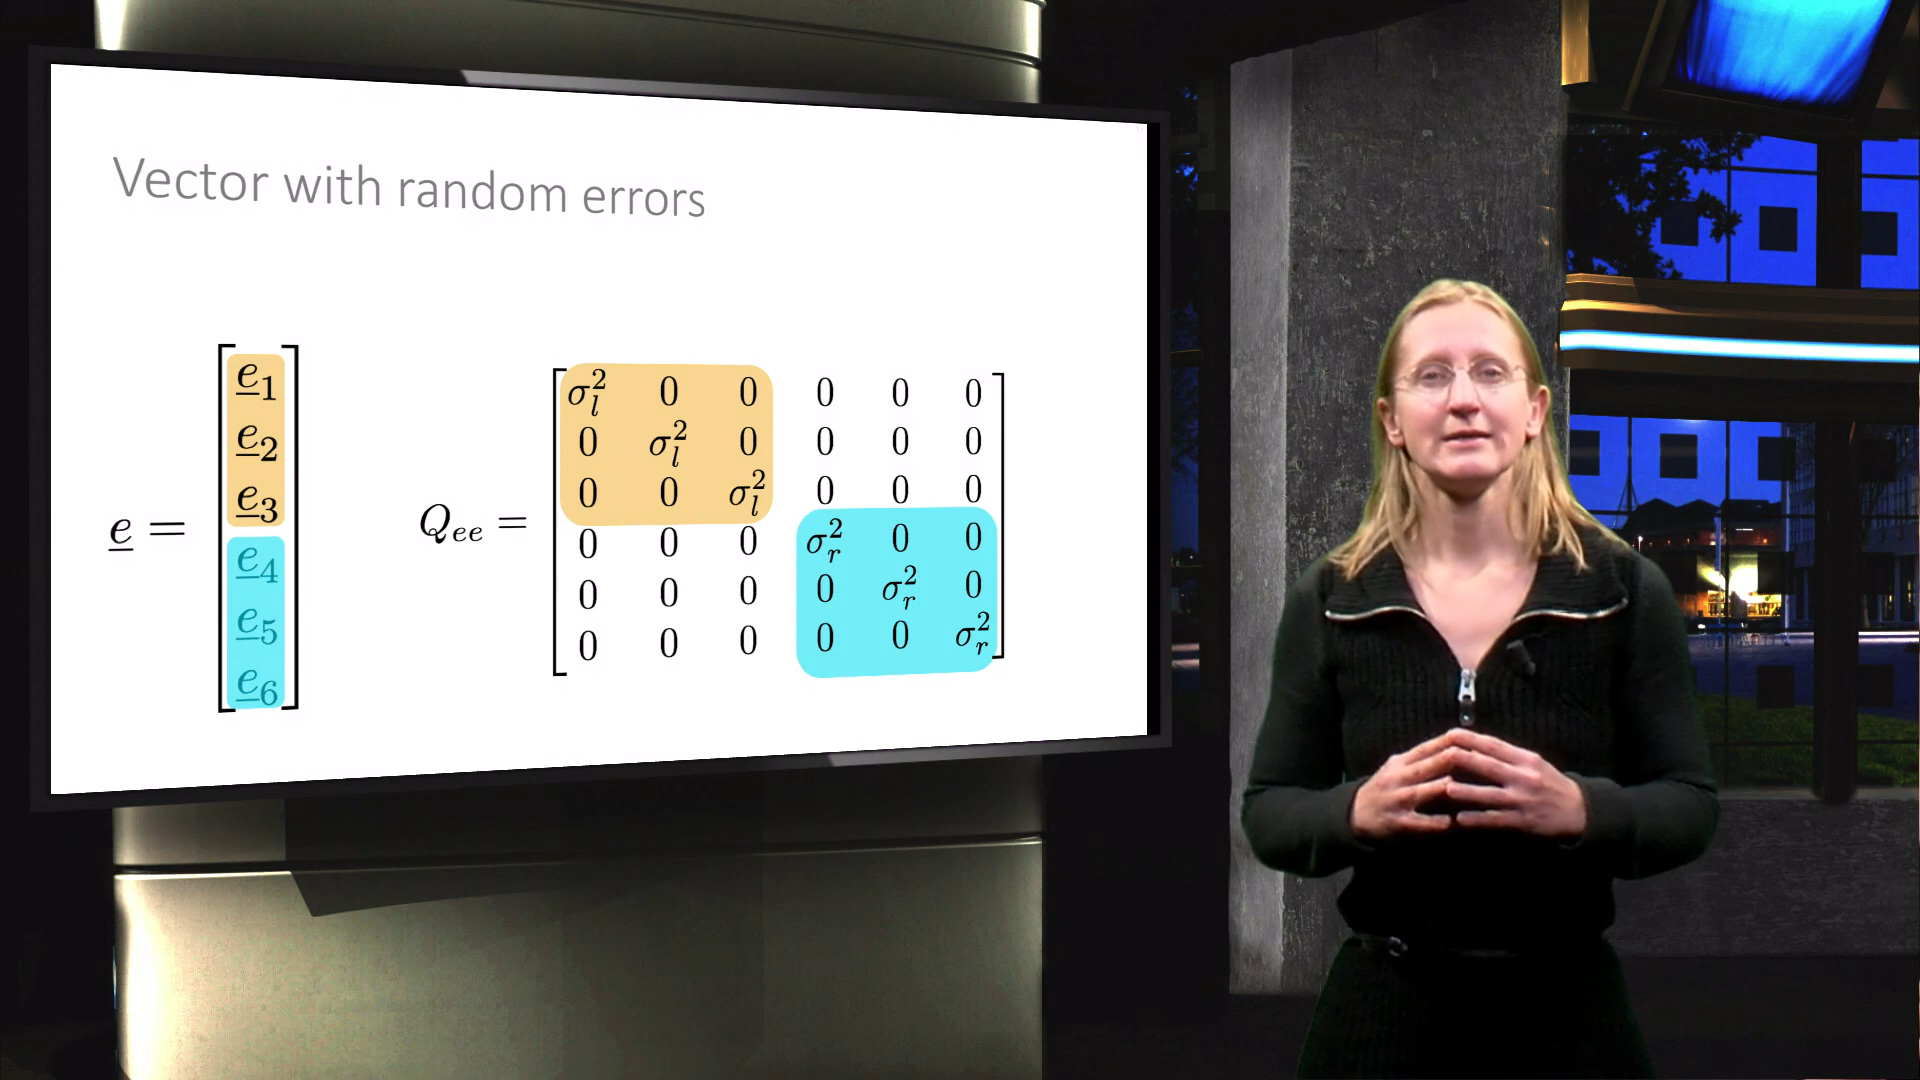 Vector with random errors
e = [ e1 e2 e3 e4 e5 e6 ]
Qee =
σl² 0 0 0 0 0
0 σl² 0 0 0 0
0 0 σl² 0 0 0
0 0 0 σr² 0 0
0 0 0 0 σr² 0
0 0 0 0 0 σr²